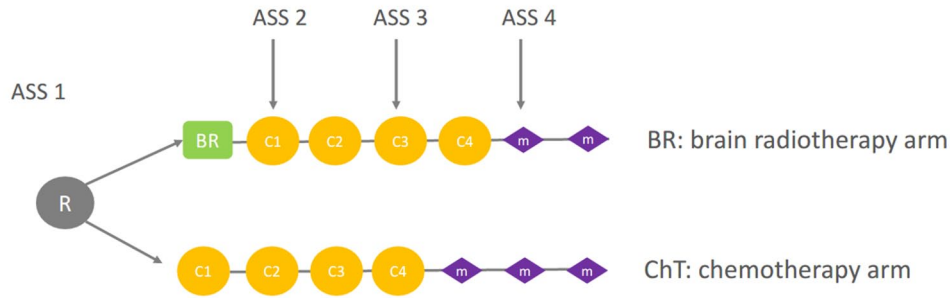 ASS 2 ASS 3 ASS 4
ASS 1
BR C1 C2 C3 C4 m m BR: brain radiotherapy arm
R
C1 C2 C3 C4 m m m ChT: chemotherapy arm